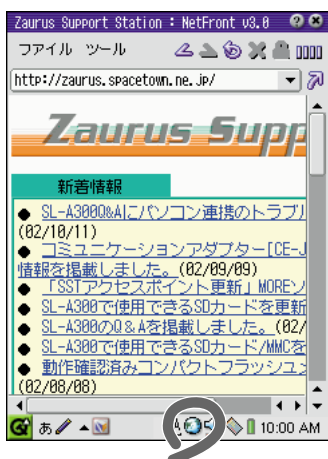 Zaurus Support Station : NetFront v3.0
ファイル ツール
http://zaurus.spacetown.ne.jp/
Zaurus Supp
新着情報
● SL-A300Q&Aにパソコン連携のトラブル
(02/10/11)
● コミュニケーションアダプター[CE-J
情報を掲載しました。(02/09/09)
● 「SSTアクセスポイント更新」MOREソ
● SL-A300で使用できるSDカードを更新
● SL-A300のQ&Aを掲載しました。(02/
● SL-A300で使用できるSDカード/MMCを
● 動作確認済みコンパクトフラッシュ
(02/08/08)
あ
10:00 AM